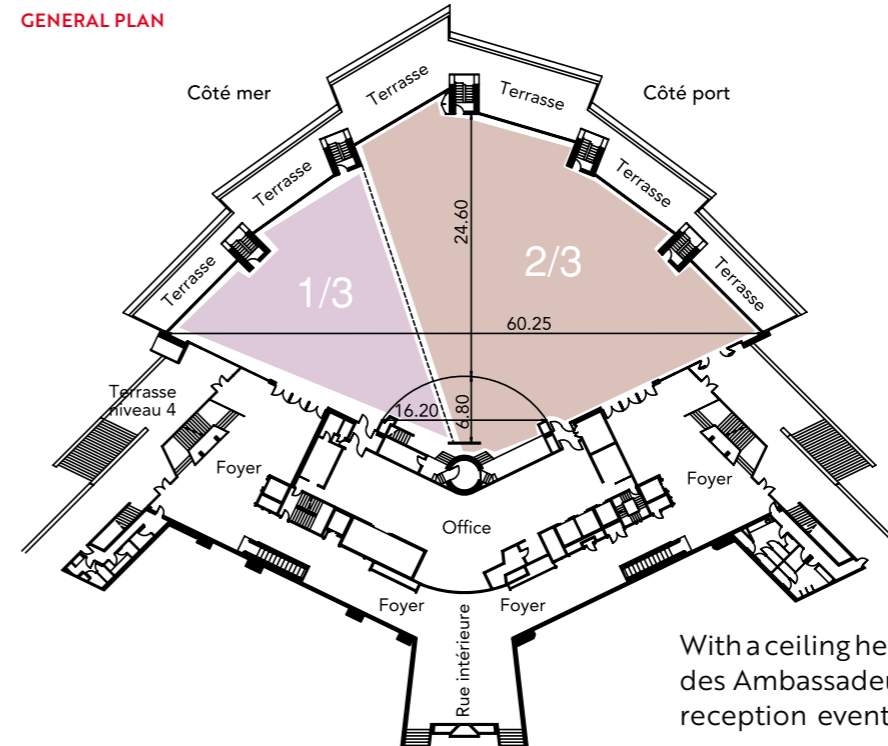 GENERAL PLAN
Côté mer
Terrasse
Terrasse
Côté port
Terrasse
Terrasse
24.60
1/3
2/3
Terrasse
Terrasse
60.25
Terrasse
niveau 4
16.20
6.80
Foyer
Foyer
Office
Foyer
Foyer
Rue intérieure
With a ceiling he
des Ambassadeu
reception event